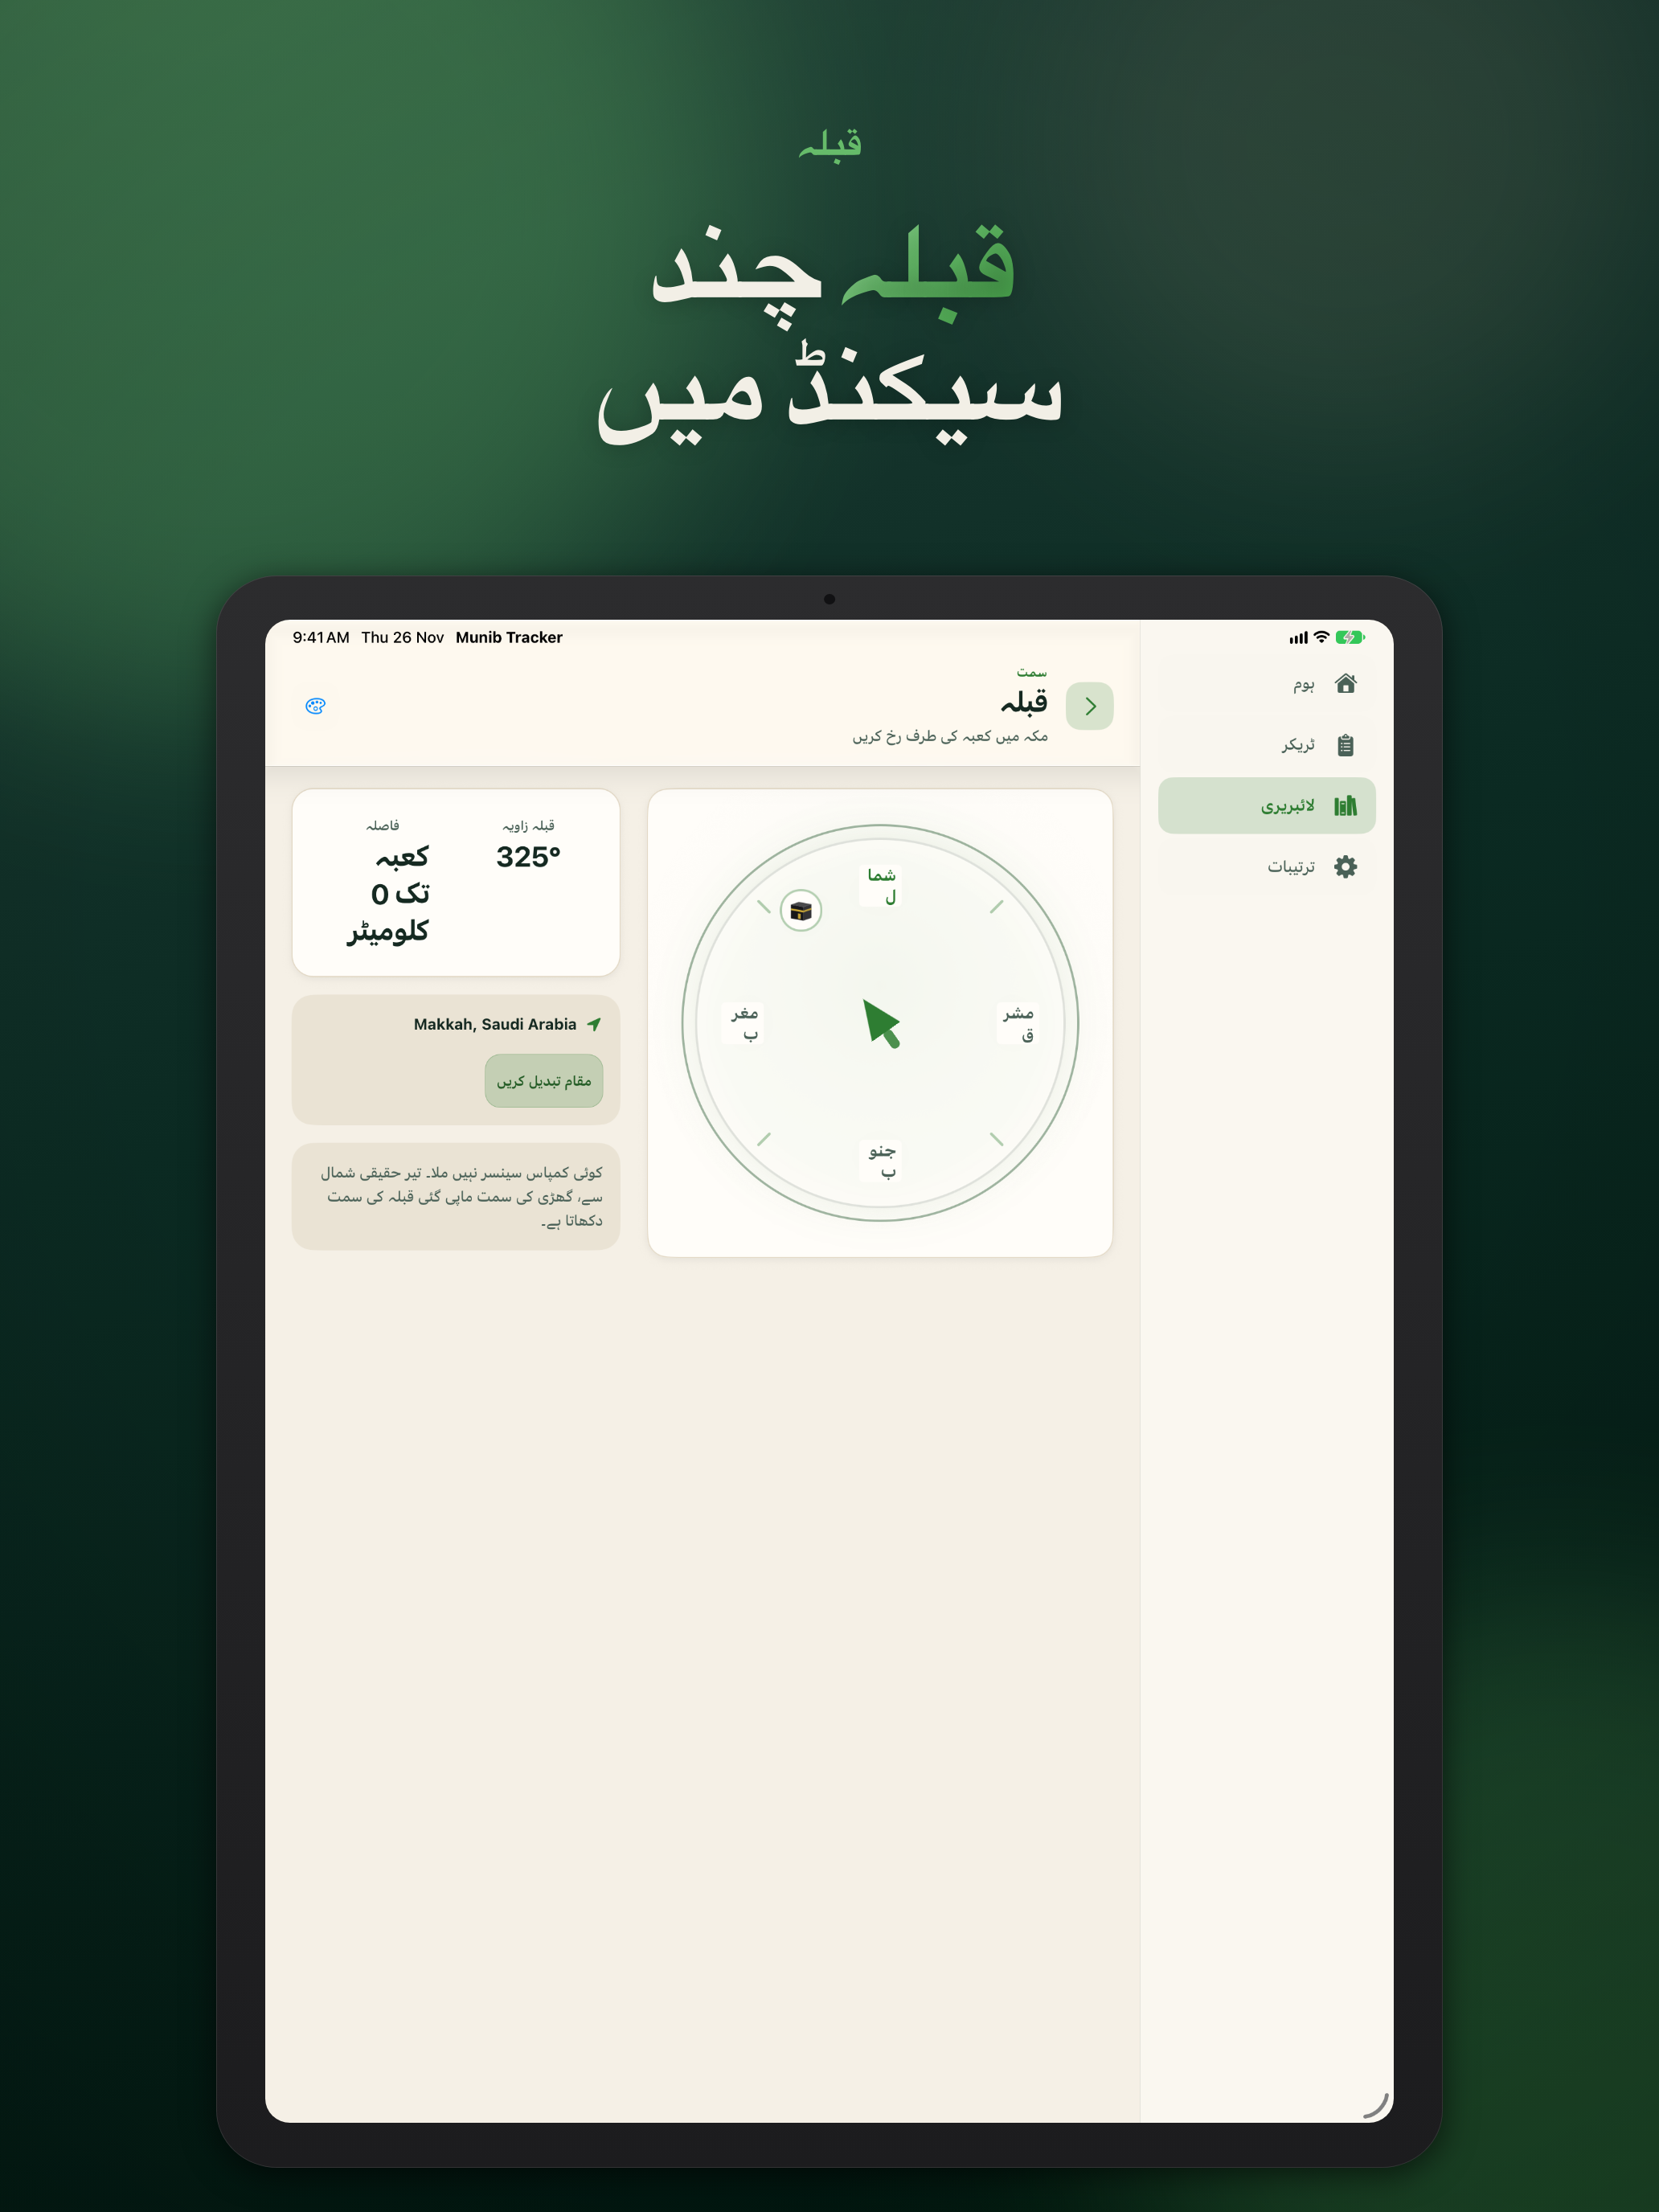 قبلہ
قبلہ چند
سیکنڈ میں
9:41 AM Thu 26 Nov Munib Tracker
ہوم
ٹریکر
لائبریری
ترتیبات
سمت
قبلہ
مکہ میں کعبہ کی طرف رخ کریں
شما
ل
مشر
ق
مغر
ب
جنو
ب
قبلہ زاویہ
325°
فاصلہ
کعبہ
تک 0
کلومیٹر
Makkah, Saudi Arabia
مقام تبدیل کریں
کوئی کمپاس سینسر نہیں ملا۔ تیر حقیقی شمال
سے، گھڑی کی سمت ماپی گئی قبلہ کی سمت
دکھاتا ہے۔